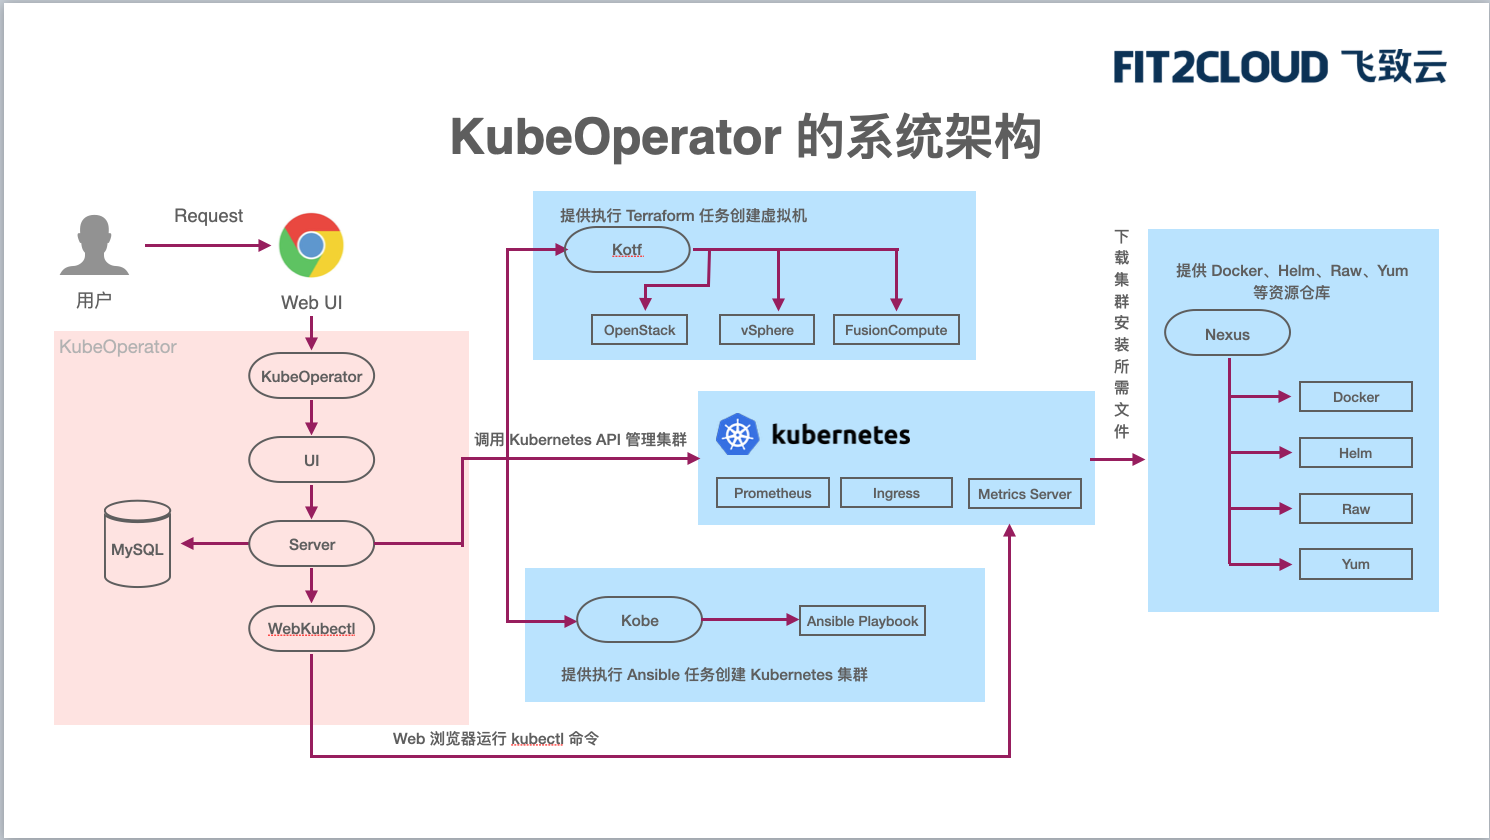 FIT2CLOUD 飞致云
KubeOperator 的系统架构
Request
用户
Web UI
KubeOperator
KubeOperator
UI
Server
MySQL
WebKubectl
提供执行 Terraform 任务创建虚拟机
Kotf
OpenStack
vSphere
FusionCompute
调用 Kubernetes API 管理集群
kubernetes
Prometheus
Ingress
Metrics Server
Kobe
Ansible Playbook
提供执行 Ansible 任务创建 Kubernetes 集群
Web 浏览器运行 kubectl 命令
下载集群安装所需文件
提供 Docker、Helm、Raw、Yum
等资源仓库
Nexus
Docker
Helm
Raw
Yum